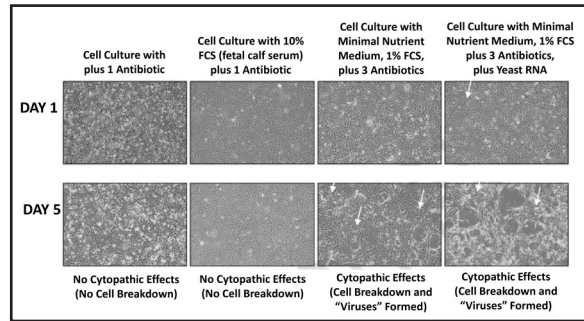 Cell Culture with
plus 1 Antibiotic
Cell Culture with 10%
FCS (fetal calf serum)
plus 1 Antibiotic
Cell Culture with
Minimal Nutrient
Medium, 1% FCS,
plus 3 Antibiotics
Cell Culture with Minimal
Nutrient Medium, 1% FCS
plus 3 Antibiotics,
plus Yeast RNA
DAY 1
DAY 5
No Cytopathic Effects
(No Cell Breakdown)
No Cytopathic Effects
(No Cell Breakdown)
Cytopathic Effects
(Cell Breakdown and
“Viruses” Formed)
Cytopathic Effects
(Cell Breakdown and
“Viruses” Formed)